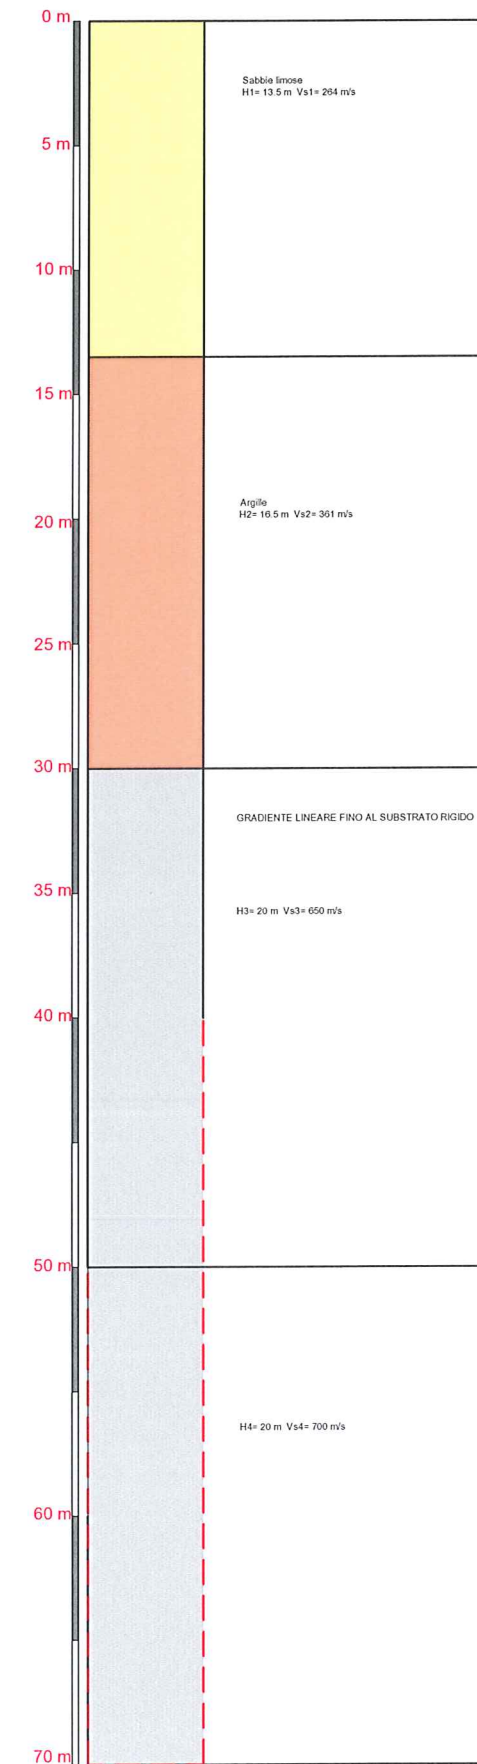 0 m
Sabbie limose
H1= 13.5 m Vs1= 264 m/s
5 m
10 m
15 m
Argille
H2= 16.5 m Vs2= 361 m/s
20 m
25 m
30 m
GRADIENTE LINEARE FINO AL SUBSTRATO RIGIDO
35 m
H3= 20 m Vs3= 650 m/s
40 m
50 m
H4= 20 m Vs4= 700 m/s
60 m
70 m